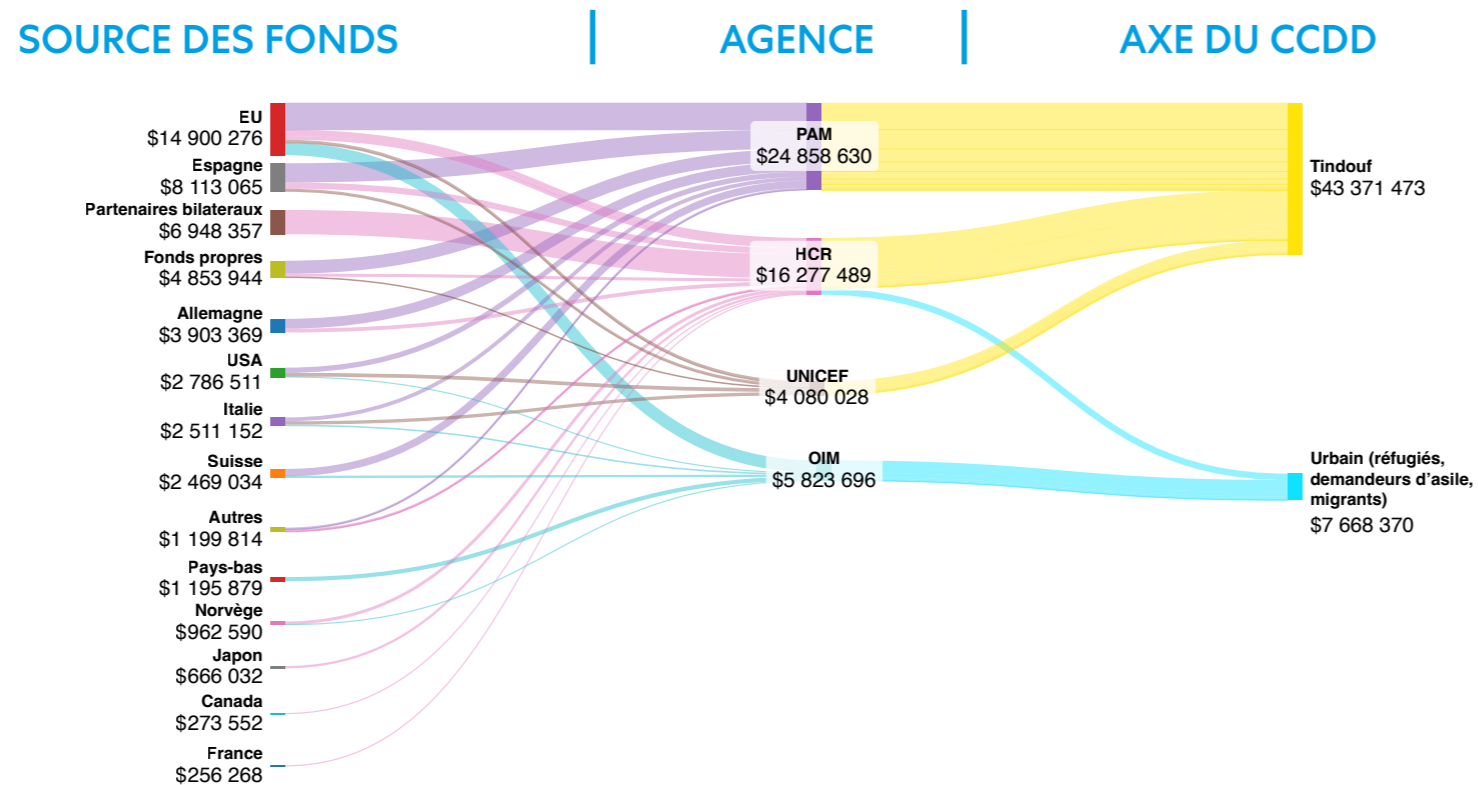 SOURCE DES FONDS
AGENCE
AXE DU CCDD
EU
$14 900 276
Espagne
$8 113 065
Partenaires bilateraux
$6 948 357
Fonds propres
$4 853 944
Allemagne
$3 903 369
USA
$2 786 511
Italie
$2 511 152
Suisse
$2 469 034
Autres
$1 199 814
Pays-bas
$1 195 879
Norvège
$962 590
Japon
$666 032
Canada
$273 552
France
$256 268
PAM
$24 858 630
HCR
$16 277 489
UNICEF
$4 080 028
OIM
$5 823 696
Tindouf
$43 371 473
Urbain (réfugiés,
demandeurs d'asile,
migrants)
$7 668 370